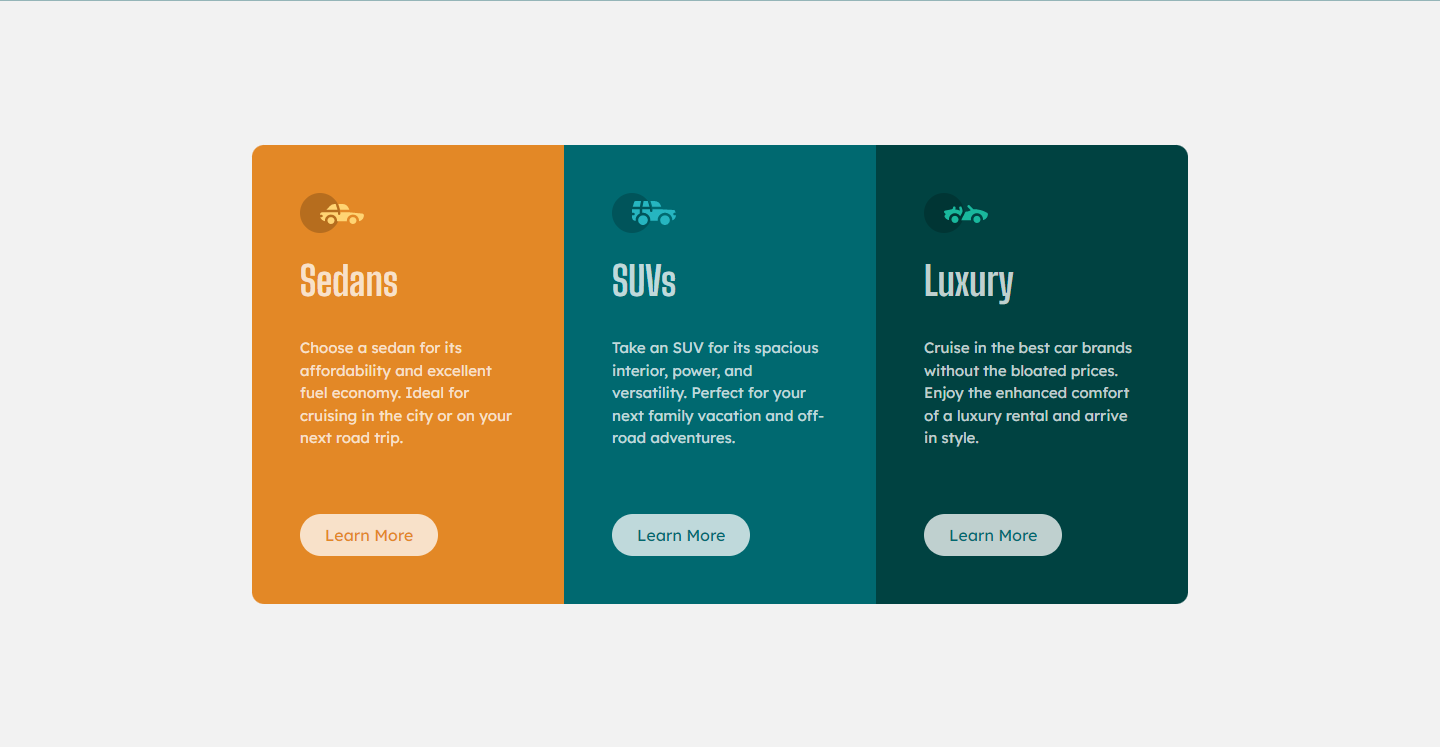 Sedans
Choose a sedan for its
affordability and excellent
fuel economy. Ideal for
cruising in the city or on your
next road trip.
Learn More
SUVs
Take an SUV for its spacious
interior, power, and
versatility. Perfect for your
next family vacation and off-
road adventures.
Learn More
Luxury
Cruise in the best car brands
without the bloated prices.
Enjoy the enhanced comfort
of a luxury rental and arrive
in style.
Learn More